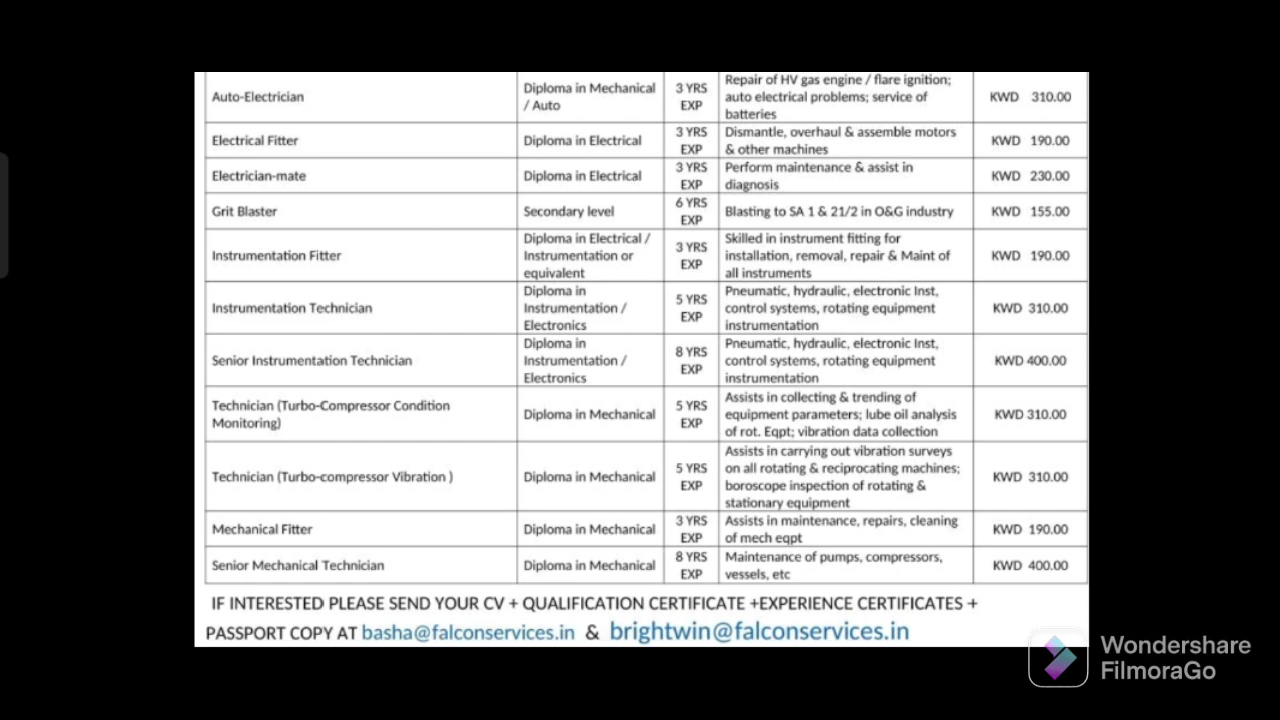 Auto-Electrician
Diploma in Mechanical
/ Auto
3 YRS
EXP
Repair of HV gas engine / flare ignition;
auto electrical problems; service of
batteries
KWD 310.00
Electrical Fitter
Diploma in Electrical
3 YRS
EXP
Dismantle, overhaul & assemble motors
& other machines
KWD 190.00
Electrician-mate
Diploma in Electrical
3 YRS
EXP
Perform maintenance & assist in
diagnosis
KWD 230.00
Grit Blaster
Secondary level
6 YRS
EXP
Blasting to SA 1 & 21/2 in O&G industry
KWD 155.00
Instrumentation Fitter
Diploma in Electrical /
Instrumentation or
equivalent
3 YRS
EXP
Skilled in instrument fitting for
installation, removal, repair & Maint of
all instruments
KWD 190.00
Instrumentation Technician
Diploma in
Instrumentation /
Electronics
5 YRS
EXP
Pneumatic, hydraulic, electronic Inst,
control systems, rotating equipment
instrumentation
KWD 310.00
Senior Instrumentation Technician
Diploma in
Instrumentation /
Electronics
8 YRS
EXP
Pneumatic, hydraulic, electronic Inst,
control systems, rotating equipment
instrumentation
KWD 400.00
Technician (Turbo-Compressor Condition
Monitoring)
Diploma in Mechanical
5 YRS
EXP
Assists in collecting & trending of
equipment parameters; lube oil analysis
of rot. Eqpt; vibration data collection
KWD 310.00
Technician (Turbo-compressor Vibration )
Diploma in Mechanical
5 YRS
EXP
Assists in carrying out vibration surveys
on all rotating & reciprocating machines;
boroscope inspection of rotating &
stationary equipment
KWD 310.00
Mechanical Fitter
Diploma in Mechanical
3 YRS
EXP
Assists in maintenance, repairs, cleaning
of mech eqpt
KWD 190.00
Senior Mechanical Technician
Diploma in Mechanical
8 YRS
EXP
Maintenance of pumps, compressors,
vessels, etc
KWD 400.00
IF INTERESTED PLEASE SEND YOUR CV + QUALIFICATION CERTIFICATE +EXPERIENCE CERTIFICATES +
PASSPORT COPY AT basha@falconservices.in & brightwin@falconservices.in
Wondershare
FilmoraGo